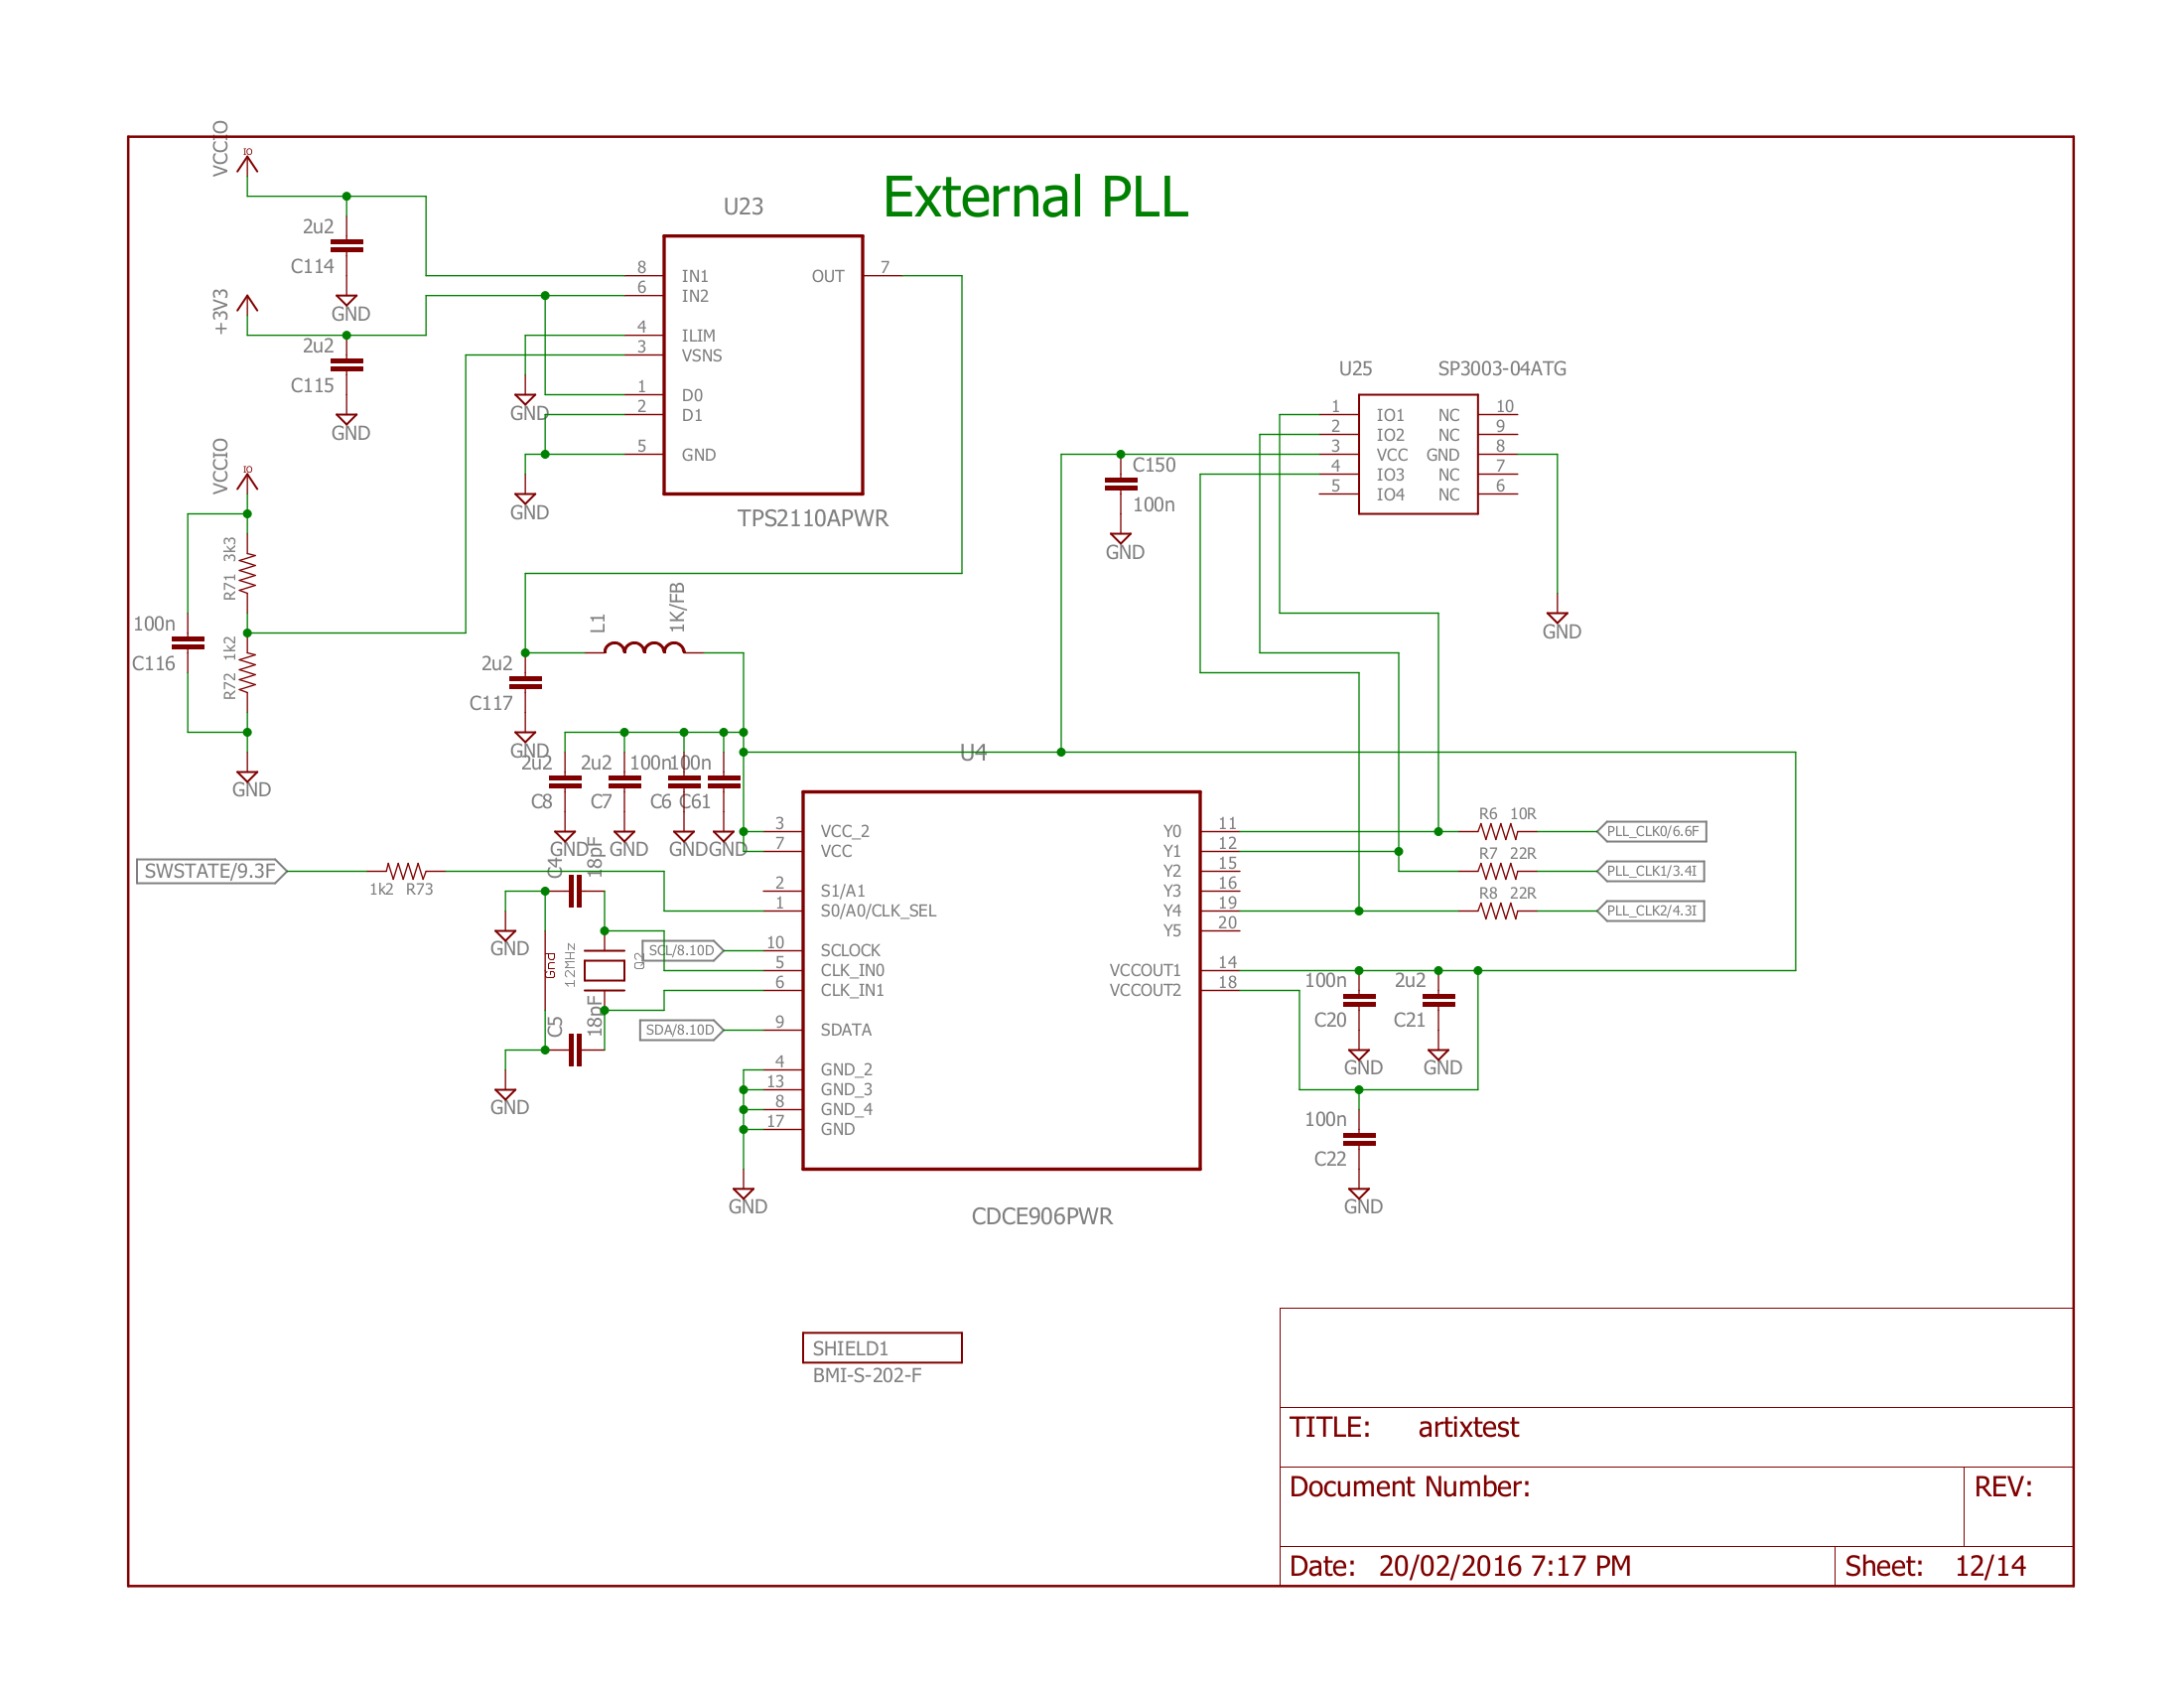 External PLL
VCCIO
IO
2u2
C114
GND
+3V3
2u2
C115
GND
VCCIO
IO
R71 3k3
100n
C116
R72 1k2
GND
U23
8 IN1 OUT 7
6 IN2
4 ILIM
3 VSNS
1 D0
2 D1
5 GND
GND
GND
TPS2110APWR
U25 SP3003-04ATG
1 IO1 NC 10
2 IO2 NC 9
3 VCC GND 8
4 IO3 NC 7
5 IO4 NC 6
C150
100n
GND
GND
L1
1K/FB
2u2
C117
GND
2u2
C8
GND
2u2
C7
GND
100n
C6
GND
100n
C61
GND
U4
3 VCC_2 Y0 11
7 VCC Y1 12
Y2 15
2 S1/A1 Y3 16
1 S0/A0/CLK_SEL Y4 19
Y5 20
10 SCLOCK
5 CLK_IN0 VCCOUT1 14
6 CLK_IN1 VCCOUT2 18
9 SDATA
4 GND_2
13 GND_3
8 GND_4
17 GND
GND
CDCE906PWR
SWSTATE/9.3F
1k2 R73
C4
18pF
GND
Gnd
12MHz
Q2
SCL/8.10D
SDA/8.10D
C5
18pF
GND
R6 10R
PLL_CLK0/6.6F
R7 22R
PLL_CLK1/3.4I
R8 22R
PLL_CLK2/4.3I
100n
C20
GND
2u2
C21
GND
100n
C22
GND
SHIELD1
BMI-S-202-F
TITLE: artixtest
Document Number:
REV:
Date: 20/02/2016 7:17 PM
Sheet: 12/14